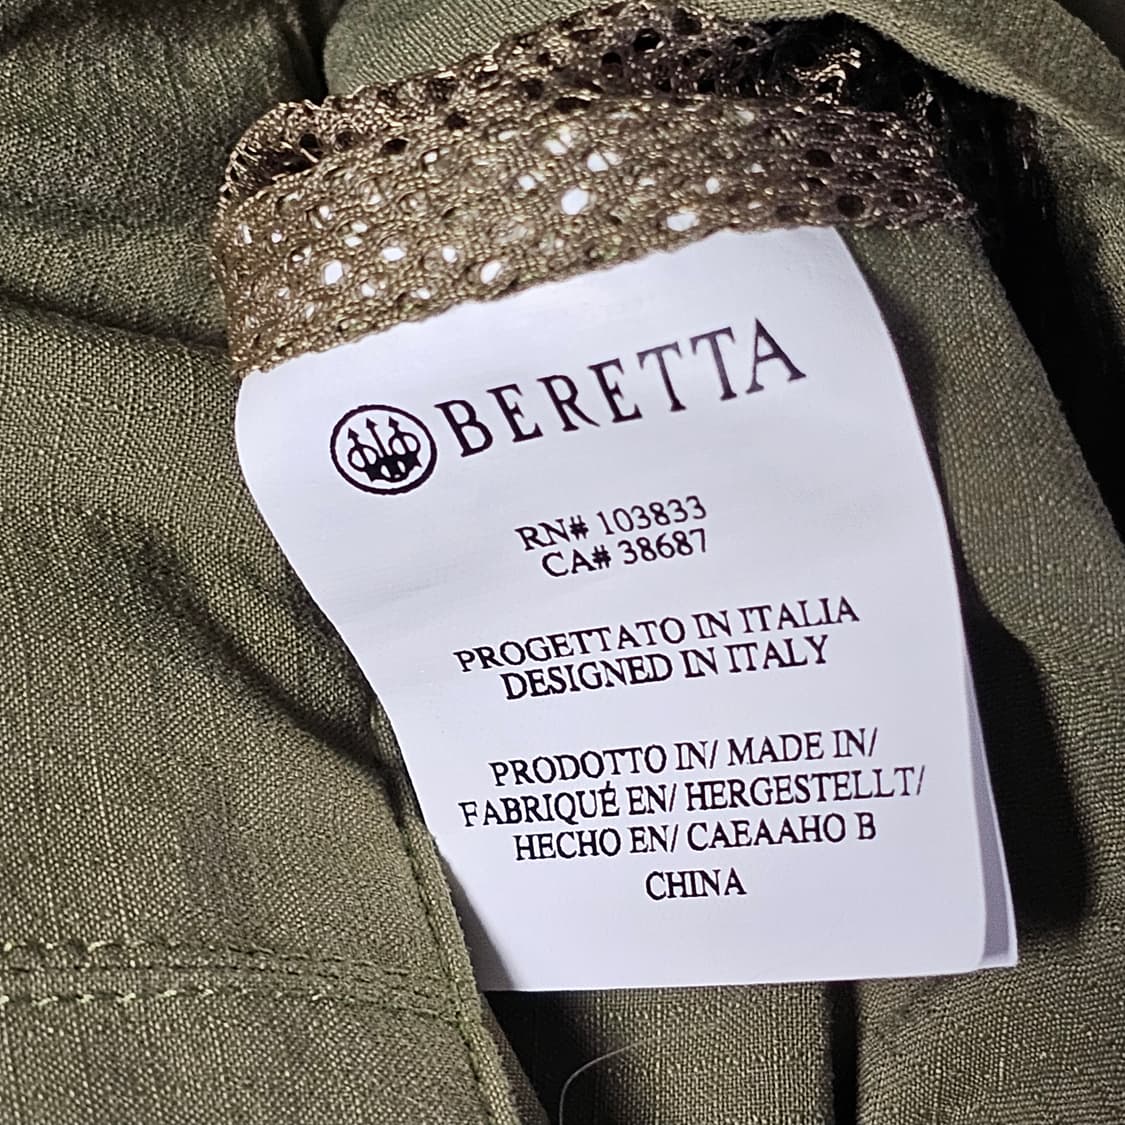 BERETTA
RN# 103833
CA# 38687
PROGETTATO IN ITALIA
DESIGNED IN ITALY
PRODOTTO IN/ MADE IN/
FABRIQUÉ EN/ HERGESTELLT/
HECHO EN/ CAEAAHO B
CHINA